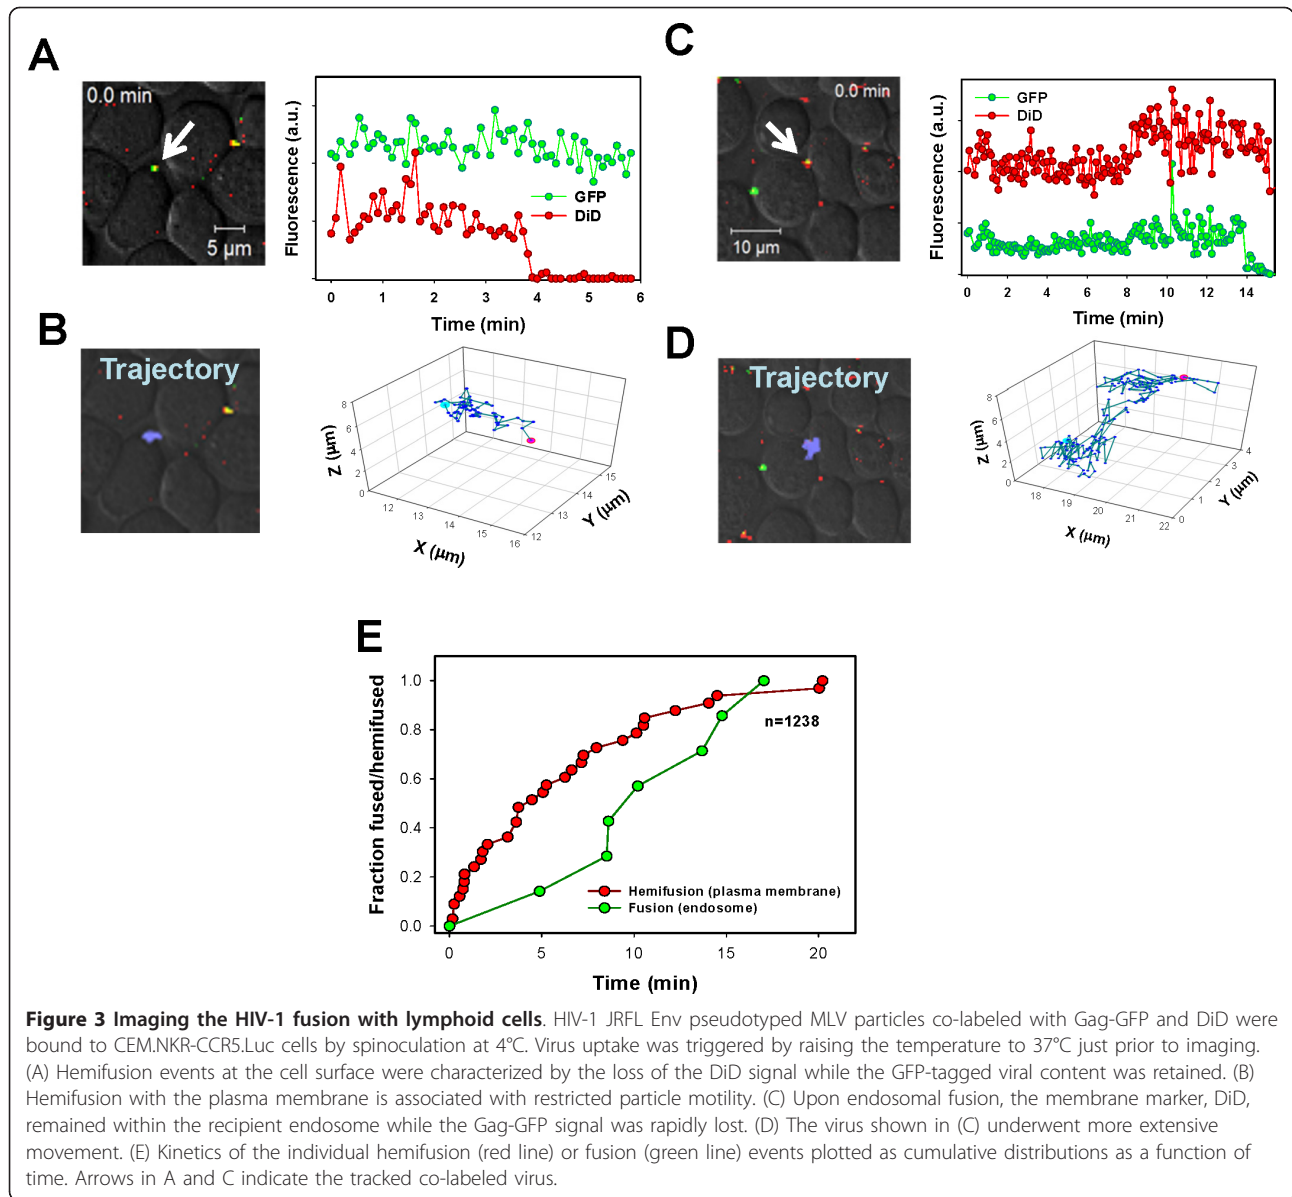 A
0.0 min
5 µm
Fluorescence (a.u.)
GFP
DiD
0 1 2 3 4 5 6
Time (min)
C
0.0 min
10 µm
Fluorescence (a.u.)
GFP
DiD
0 2 4 6 8 10 12 14
Time (min)
B
Trajectory
Z (µm)
8
6
4
2
0
12 13 14 15 16
X (µm)
12 13 14 15
Y (µm)
D
Trajectory
Z (µm)
8
6
4
2
0
18 19 20 21 22
X (µm)
0 1 2 3 4
Y (µm)
E
Fraction fused/hemifused
1.0
0.8
0.6
0.4
0.2
0.0
n=1238
Hemifusion (plasma membrane)
Fusion (endosome)
0 5 10 15 20
Time (min)
Figure 3 Imaging the HIV-1 fusion with lymphoid cells. HIV-1 JRFL Env pseudotyped MLV particles co-labeled with Gag-GFP and DiD were
bound to CEM.NKR-CCR5.Luc cells by spinoculation at 4°C. Virus uptake was triggered by raising the temperature to 37°C just prior to imaging.
(A) Hemifusion events at the cell surface were characterized by the loss of the DiD signal while the GFP-tagged viral content was retained. (B)
Hemifusion with the plasma membrane is associated with restricted particle motility. (C) Upon endosomal fusion, the membrane marker, DiD,
remained within the recipient endosome while the Gag-GFP signal was rapidly lost. (D) The virus shown in (C) underwent more extensive
movement. (E) Kinetics of the individual hemifusion (red line) or fusion (green line) events plotted as cumulative distributions as a function of
time. Arrows in A and C indicate the tracked co-labeled virus.